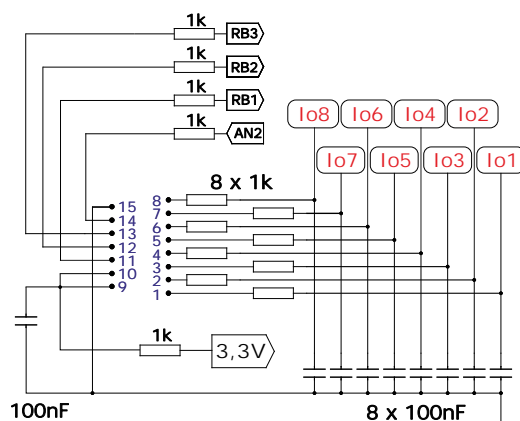 1k RB3
1k RB2
1k RB1
1k AN2
Io8 Io6 Io4 Io2
Io7 Io5 Io3 Io1
8 x 1k
15 8
14 7
13 6
12 5
11 4
10 3
9 2
1
1k 3,3V
100nF 8 x 100nF